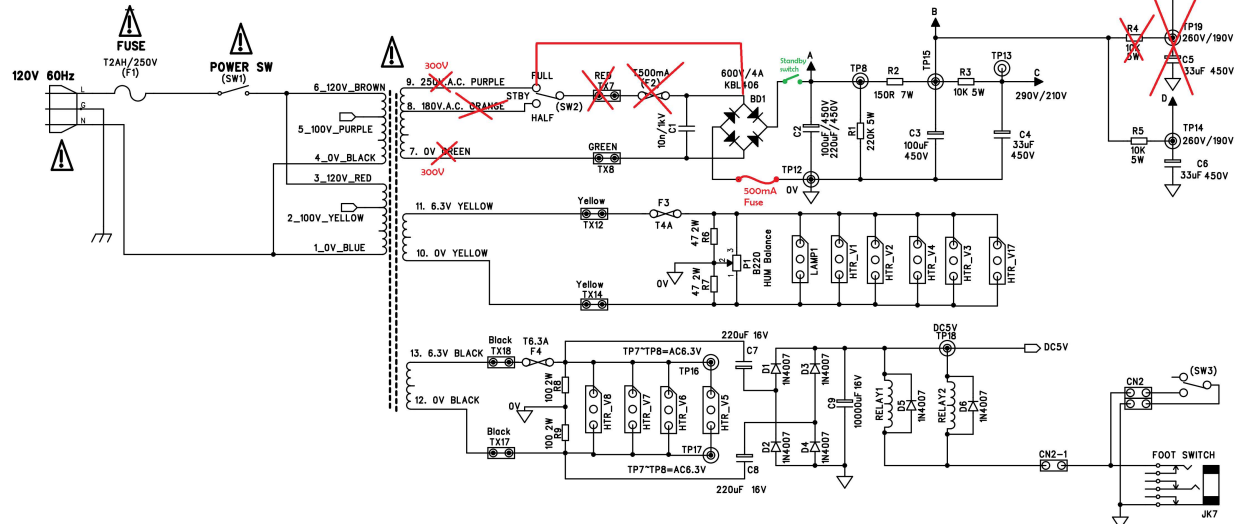 FUSE
T2AH/250V
(F1)
POWER SW
(SW1)
120V 60Hz
L
G
N
6_120V_BROWN
5_100V_PURPLE
4_0V_BLACK
3_120V_RED
2_100V_YELLOW
1_0V_BLUE
300V
9. 250V.A.C. PURPLE
8. 180V.A.C. ORANGE
7. 0V GREEN
300V
FULL
STBY
(SW2)
HALF
RED
TX7
T500mA
(F2)
GREEN
TX8
C1
10n/1kV
600V/4A
KBL406
BD1
Standby
switch
500mA
Fuse
A
C2
100uF/450V
220uF/450V
TP12
0V
TP8
R1
220K 5W
R2
150R 7W
B
TP15
C3
100uF
450V
R3
10K 5W
TP13
C
290V/210V
C4
33uF
450V
R4
10K
5W
TP19
260V/190V
C5
33uF 450V
D
R5
10K
5W
TP14
260V/190V
C6
33uF 450V
11. 6.3V YELLOW
10. 0V YELLOW
Yellow
TX12
F3
T4A
Yellow
TX14
47 2W
R6
47 2W
R7
0V
1 2 3
P1
B220
HUM Balance
LAMP1
HTR_V1
HTR_V2
HTR_V4
HTR_V3
HTR_V17
13. 6.3V BLACK
12. 0V BLACK
Black
TX18
T6.3A
F4
Black
TX17
100 2W
R8
100 2W
R9
0V
TP7~TP8=AC6.3V
TP16
HTR_V8
HTR_V7
HTR_V6
HTR_V5
TP17
TP7~TP8=AC6.3V
220uF 16V
C7
C8
220uF 16V
D1
1N4007
D3
1N4007
D2
1N4007
D4
1N4007
C9
10000uF16V
RELAY1
D5
1N4007
DC5V
TP18
RELAY2
D6
1N4007
DC5V
CN2
(SW3)
CN2-1
FOOT SWITCH
JK7